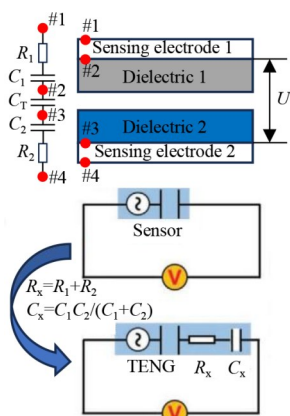 #1
R₁
C₁
#2
C_T
#3
C₂
R₂
#4
#1
Sensing electrode 1
#2
Dielectric 1
U
#3
Dielectric 2
Sensing electrode 2
#4
Sensor
V
Rₓ=R₁+R₂
Cₓ=C₁C₂/(C₁+C₂)
TENG Rₓ Cₓ
V